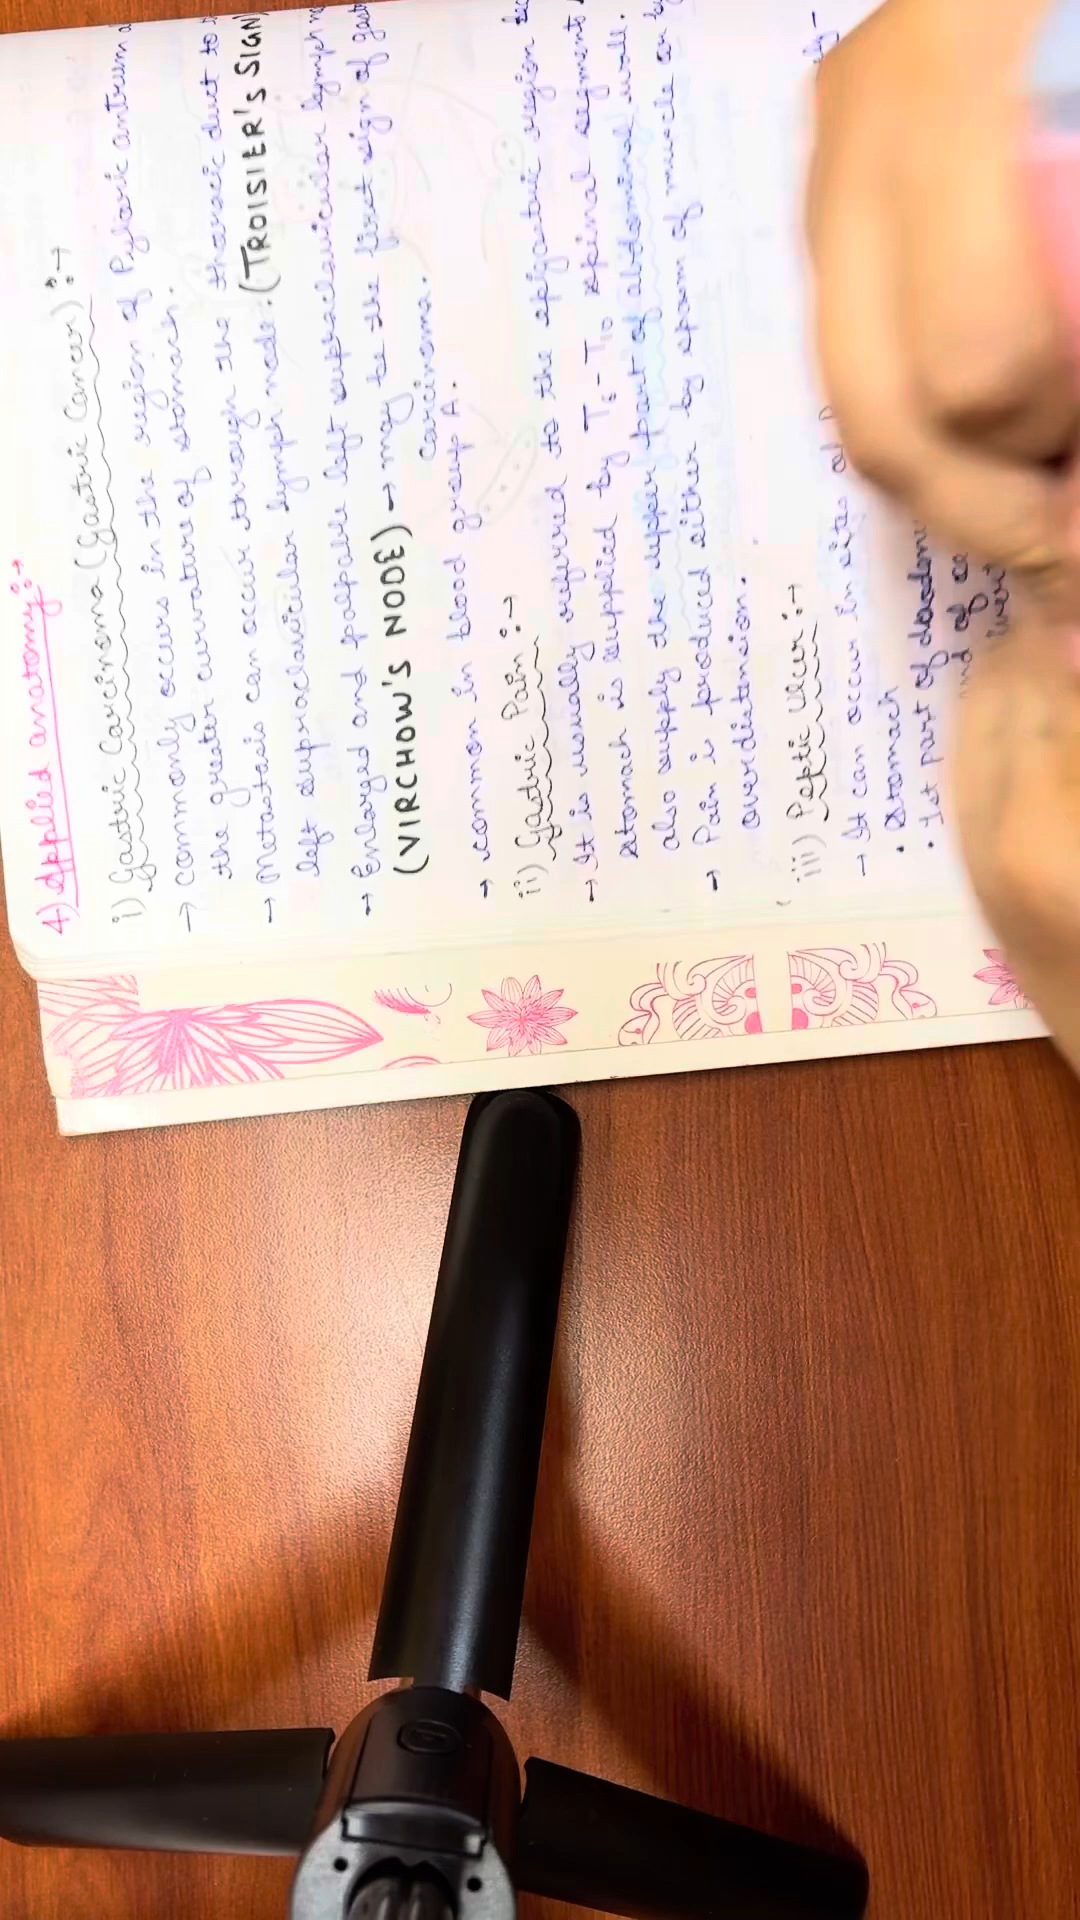 4) Applied anatomy :→
i) Gastric Carcinoma (Gastric Cancer) :→
→ commonly occurs in the region of Pyloric antrum a
the greater curvature of stomach.
→ Metastasis can occur through the thoracic duct to
left supraclavicular lymph node. (TROISIER'S SIGN)
→ Enlarged and palpable left supraclavicular lymph n
(VIRCHOW'S NODE) → may be the first sign of gast
carcinoma.
→ common in blood group A.
ii) Gastric Pain :→
→ It is usually referred to the epigastric region
stomach is supplied by T6 - T10 spinal segments
also supply the upper part of abdominal wall.
→ Pain is produced either by spasm of muscle or by
overdistension.
iii) Peptic Ulcer :→
→ It can occur in sites of
• Stomach
• 1st part of duodenu
end of